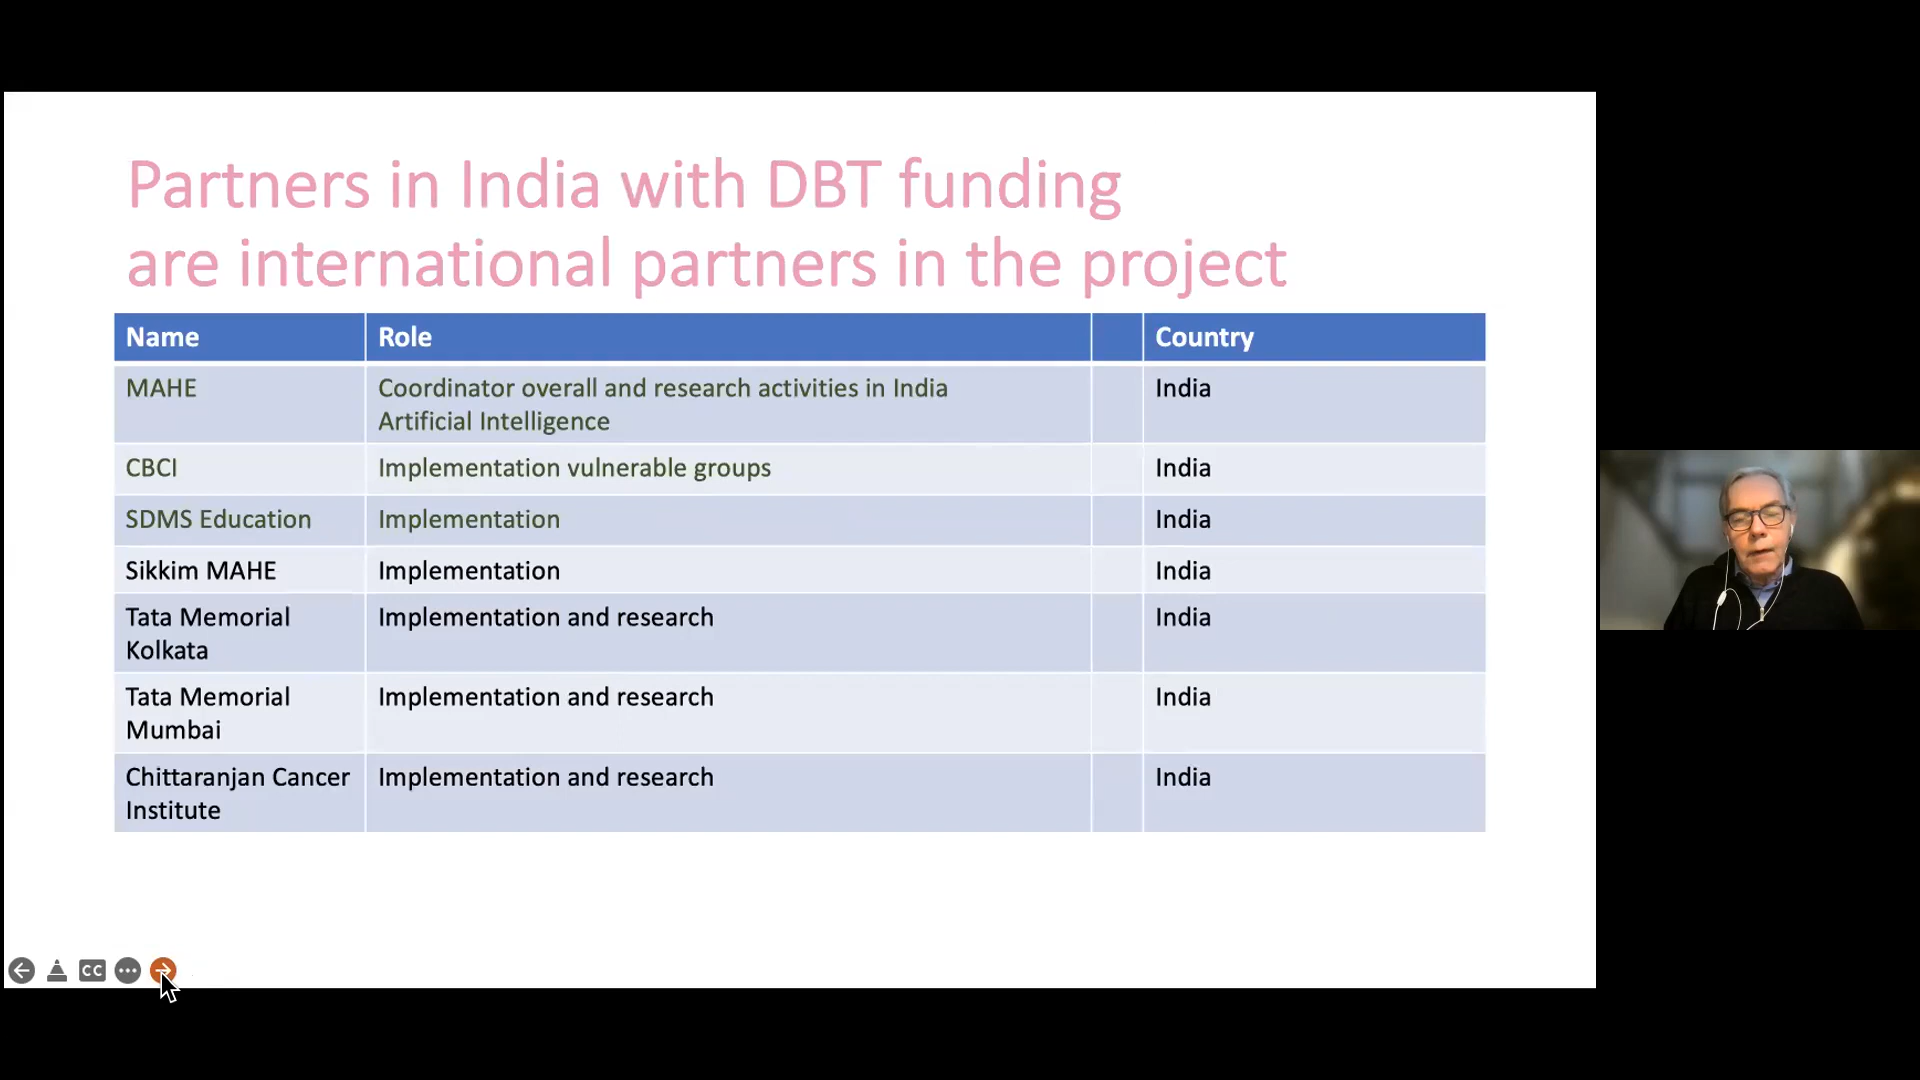 Partners in India with DBT funding
are international partners in the project
Name Role Country
MAHE Coordinator overall and research activities in India India
Artificial Intelligence
CBCI Implementation vulnerable groups India
SDMS Education Implementation India
Sikkim MAHE Implementation India
Tata Memorial Implementation and research India
Kolkata
Tata Memorial Implementation and research India
Mumbai
Chittaranjan Cancer Implementation and research India
Institute
CC